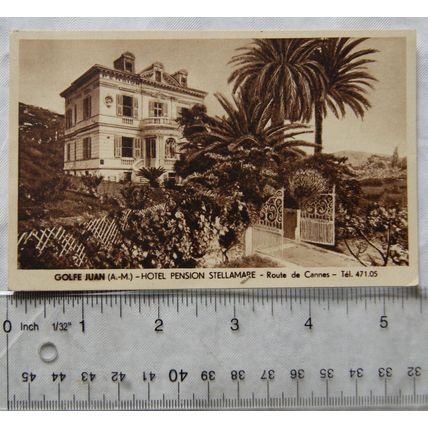 GOLFE JUAN (A.-M.) - HOTEL PENSION STELLAMARE - Route de Cannes - Tél. 471.05
0 Inch 1/32" 1 2 3 4 5
45 44 43 42 41 40 39 38 37 36 35 34 33 32